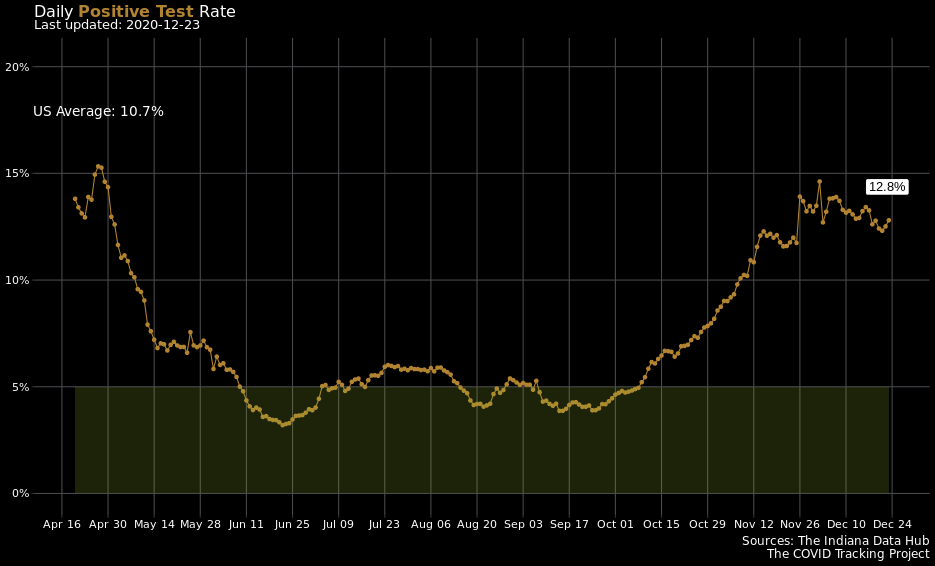 Daily Positive Test Rate
Last updated: 2020-12-23
20%
US Average: 10.7%
15%
12.8%
10%
5%
0%
Apr 16 Apr 30 May 14 May 28 Jun 11 Jun 25 Jul 09 Jul 23 Aug 06 Aug 20 Sep 03 Sep 17 Oct 01 Oct 15 Oct 29 Nov 12 Nov 26 Dec 10 Dec 24
Sources: The Indiana Data Hub
The COVID Tracking Project